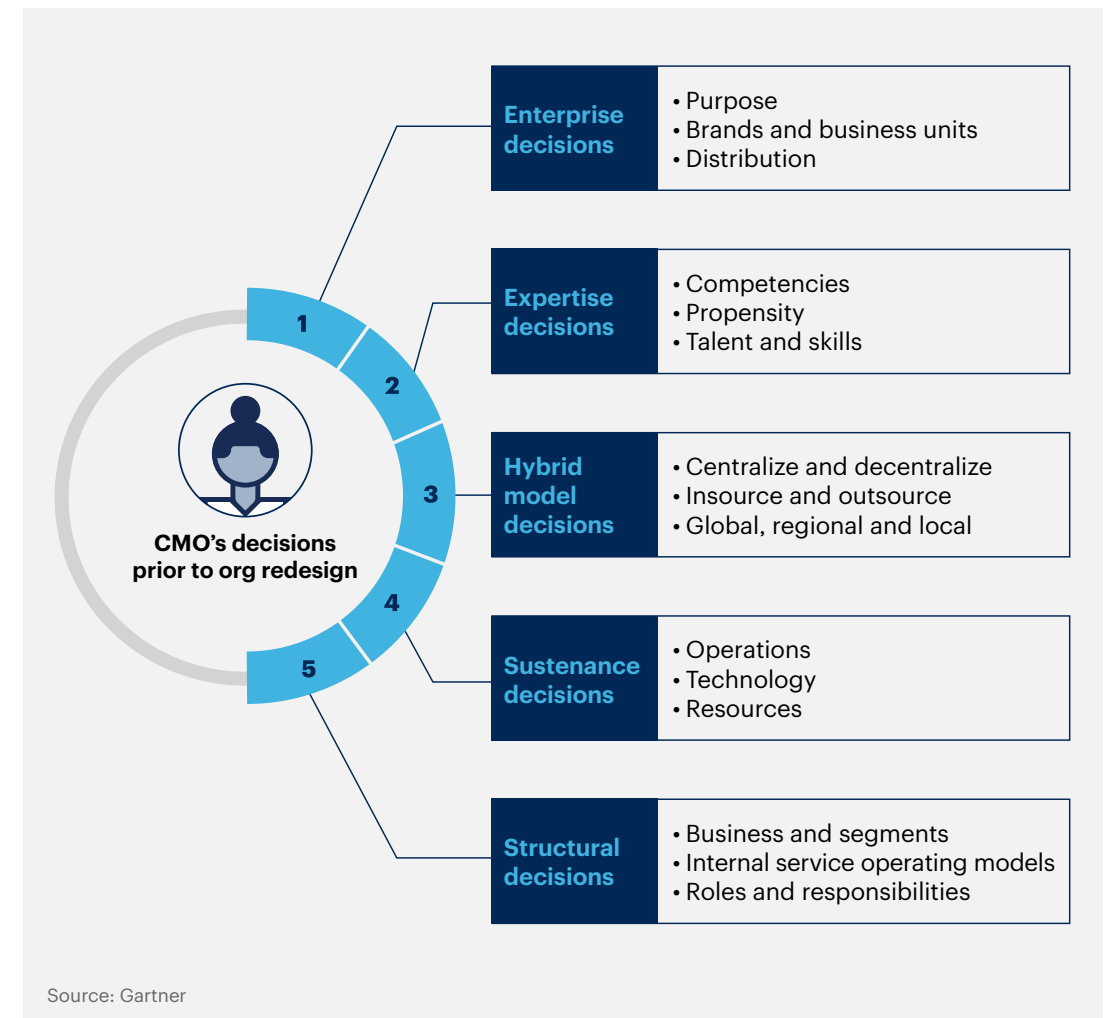 1
Enterprise
decisions
• Purpose
• Brands and business units
• Distribution
2
Expertise
decisions
• Competencies
• Propensity
• Talent and skills
3
Hybrid
model
decisions
• Centralize and decentralize
• Insource and outsource
• Global, regional and local
CMO’s decisions
prior to org redesign
4
Sustenance
decisions
• Operations
• Technology
• Resources
5
Structural
decisions
• Business and segments
• Internal service operating models
• Roles and responsibilities
Source: Gartner